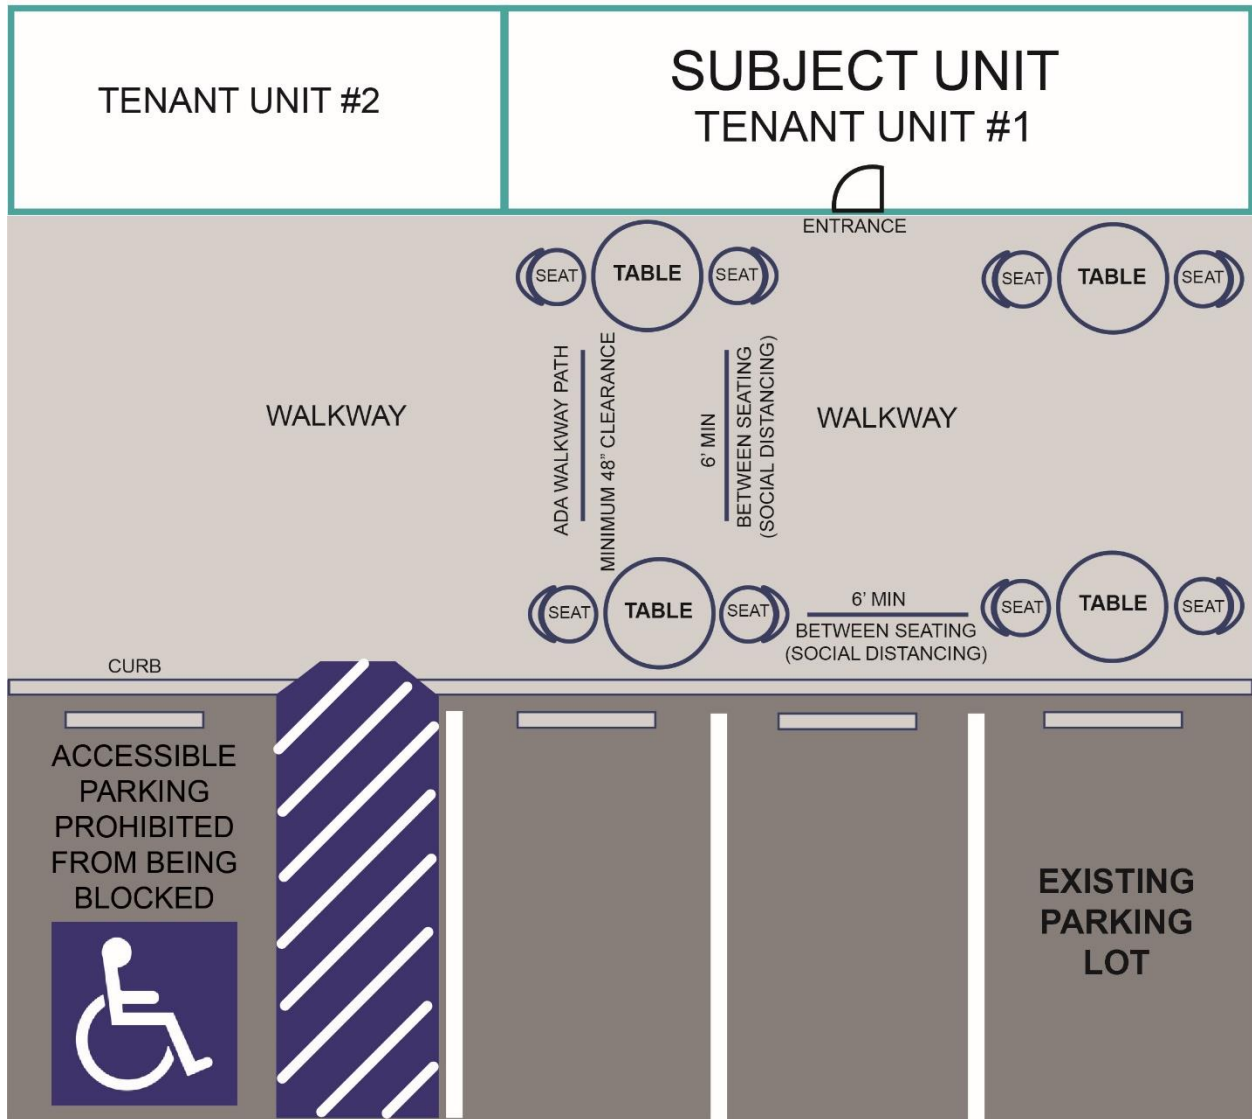 TENANT UNIT #2
SUBJECT UNIT
TENANT UNIT #1
ENTRANCE
SEAT
TABLE
SEAT
SEAT
TABLE
SEAT
ADA WALKWAY PATH
MINIMUM 48" CLEARANCE
6' MIN
BETWEEN SEATING
(SOCIAL DISTANCING)
WALKWAY
WALKWAY
SEAT
TABLE
SEAT
6' MIN
BETWEEN SEATING
(SOCIAL DISTANCING)
SEAT
TABLE
SEAT
CURB
ACCESSIBLE
PARKING
PROHIBITED
FROM BEING
BLOCKED
EXISTING
PARKING
LOT